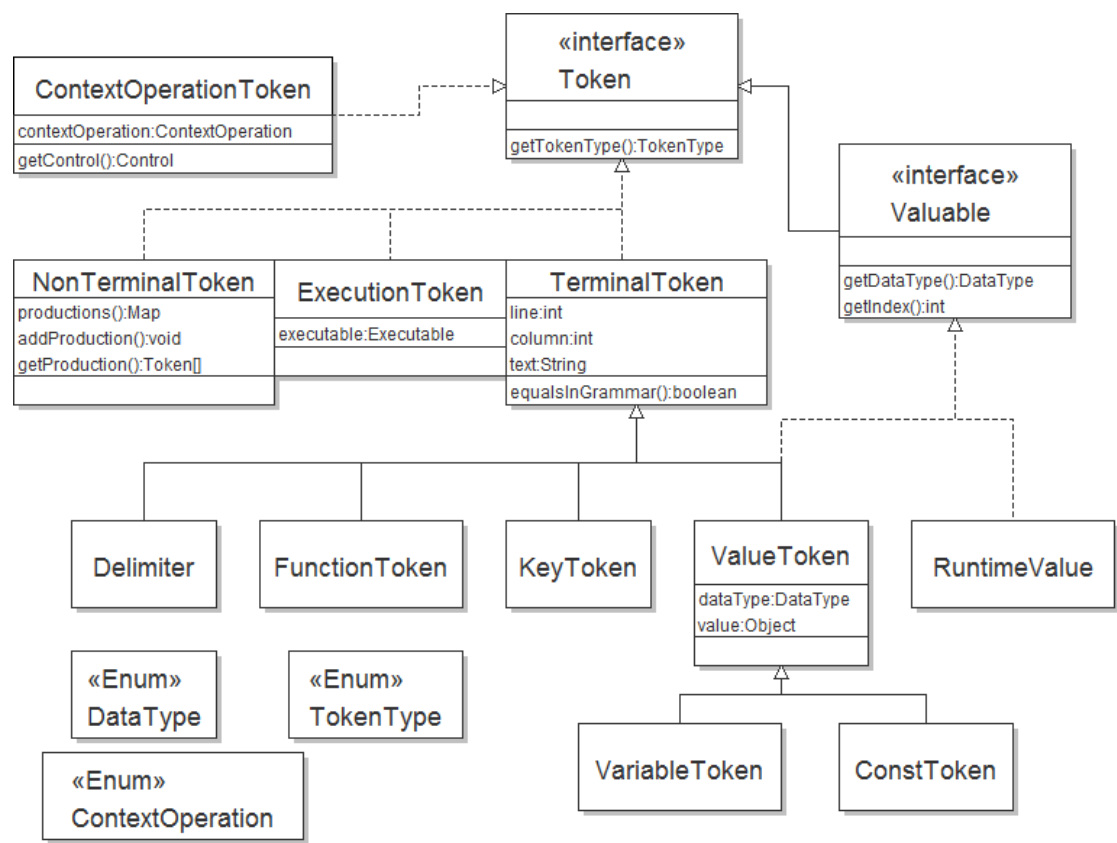 «interface»
Token
getTokenType():TokenType
ContextOperationToken
contextOperation:ContextOperation
getControl():Control
«interface»
Valuable
getDataType():DataType
getIndex():int
NonTerminalToken
productions():Map
addProduction():void
getProduction():Token[]
ExecutionToken
executable:Executable
TerminalToken
line:int
column:int
text:String
equalsInGrammar():boolean
Delimiter
FunctionToken
KeyToken
ValueToken
dataType:DataType
value:Object
RuntimeValue
«Enum»
DataType
«Enum»
TokenType
«Enum»
ContextOperation
VariableToken
ConstToken